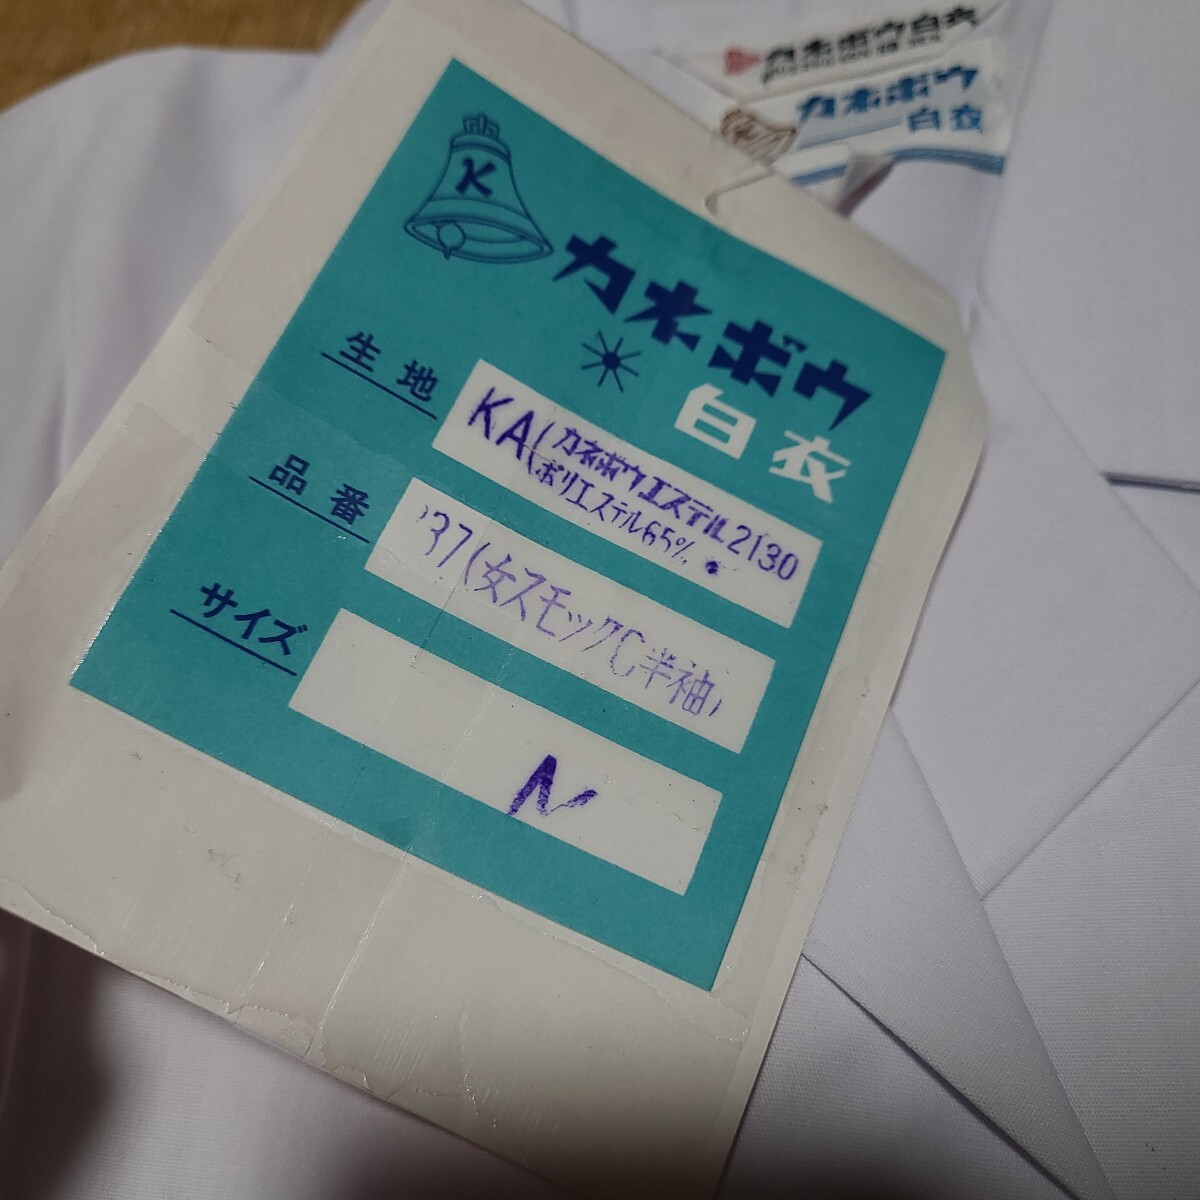 カネボウ白衣
カネボウ
白衣
K
カネボウ
白衣
生地
KA(カネボウエステル2130
(ポリエステル65%
品番
'37(女スモックC半袖)
サイズ